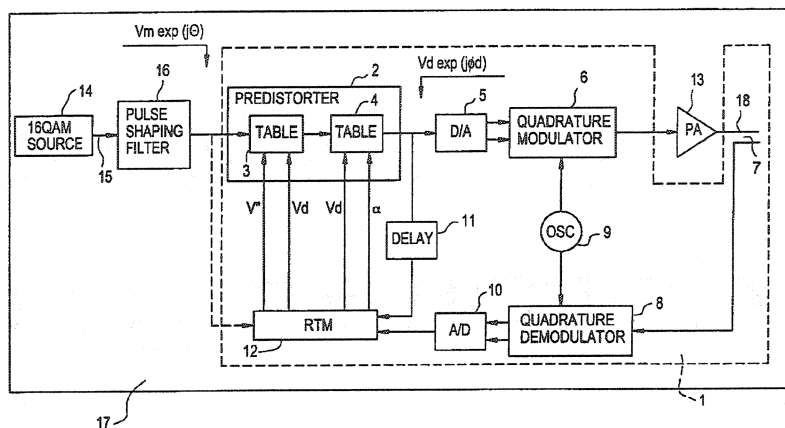 Vm exp (jΘ)
16
14
16QAM
SOURCE
15
PULSE
SHAPING
FILTER
2
PREDISTORTER
4
TABLE
TABLE
3
Vd exp (jød)
5
D/A
6
QUADRATURE
MODULATOR
13
PA
18
7
V"
Vd
Vd
α
11
DELAY
OSC
9
RTM
12
10
A/D
8
QUADRATURE
DEMODULATOR
1
17